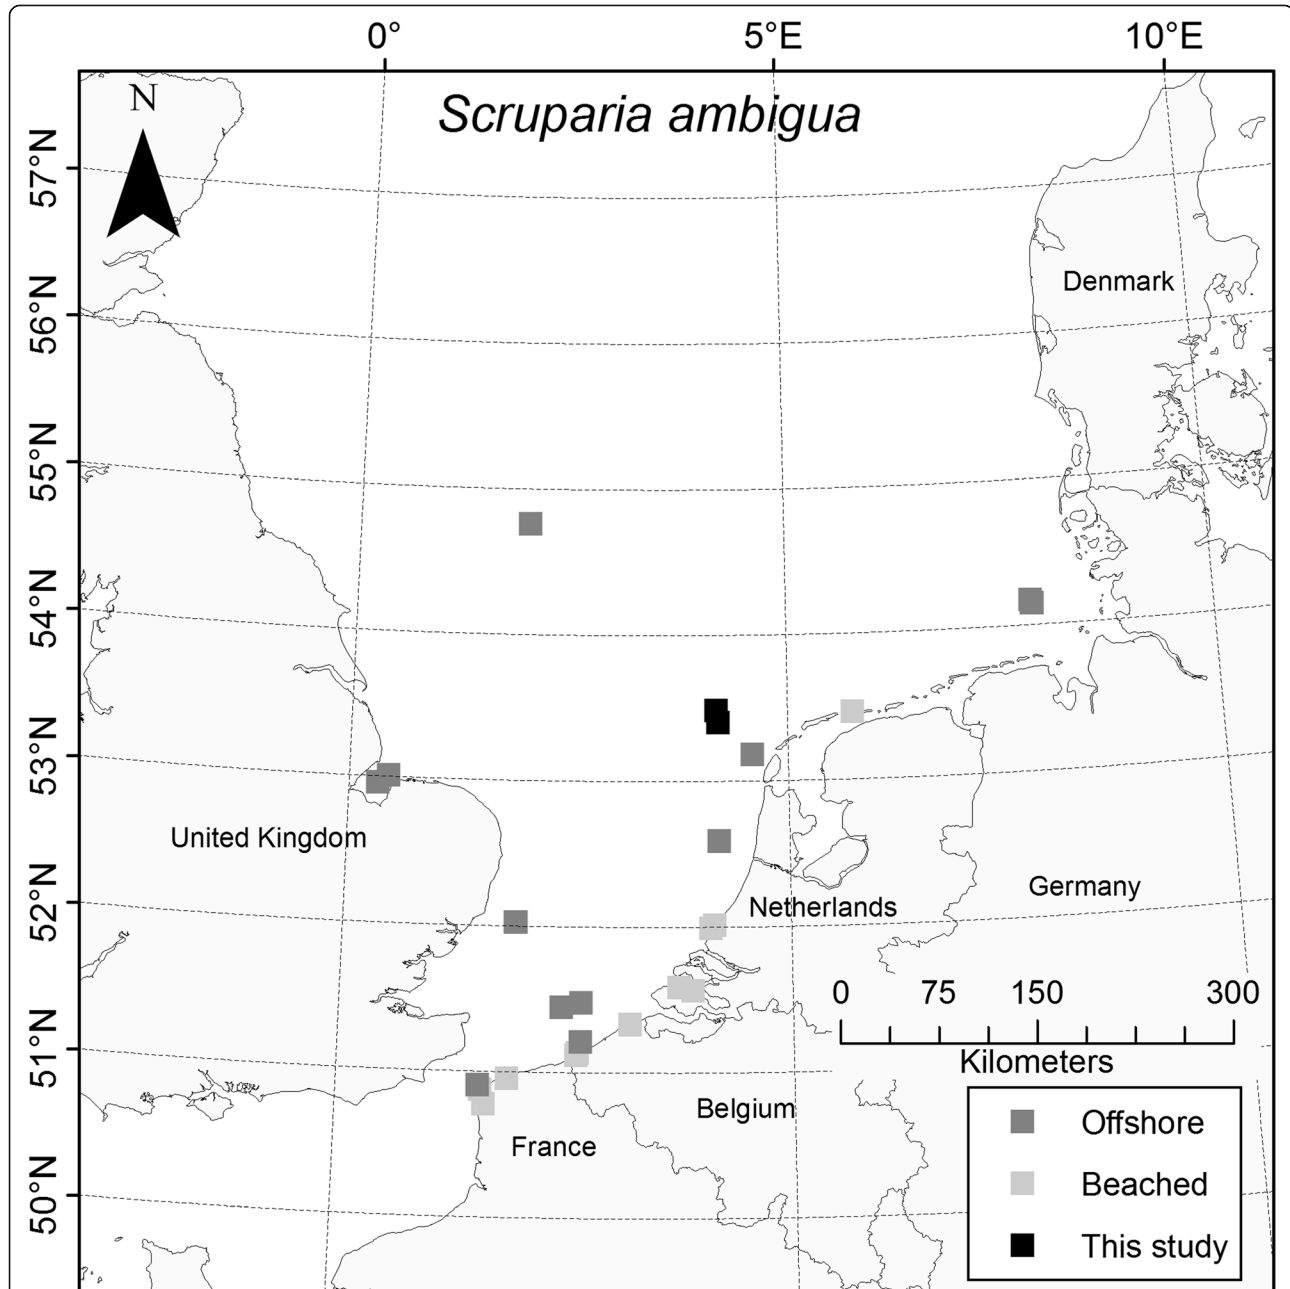 0° 5°E 10°E
N
Scruparia ambigua
57°N
56°N
Denmark
55°N
54°N
53°N
United Kingdom
52°N
Netherlands
Germany
0 75 150 300
Kilometers
51°N
Belgium
France
50°N
Offshore
Beached
This study